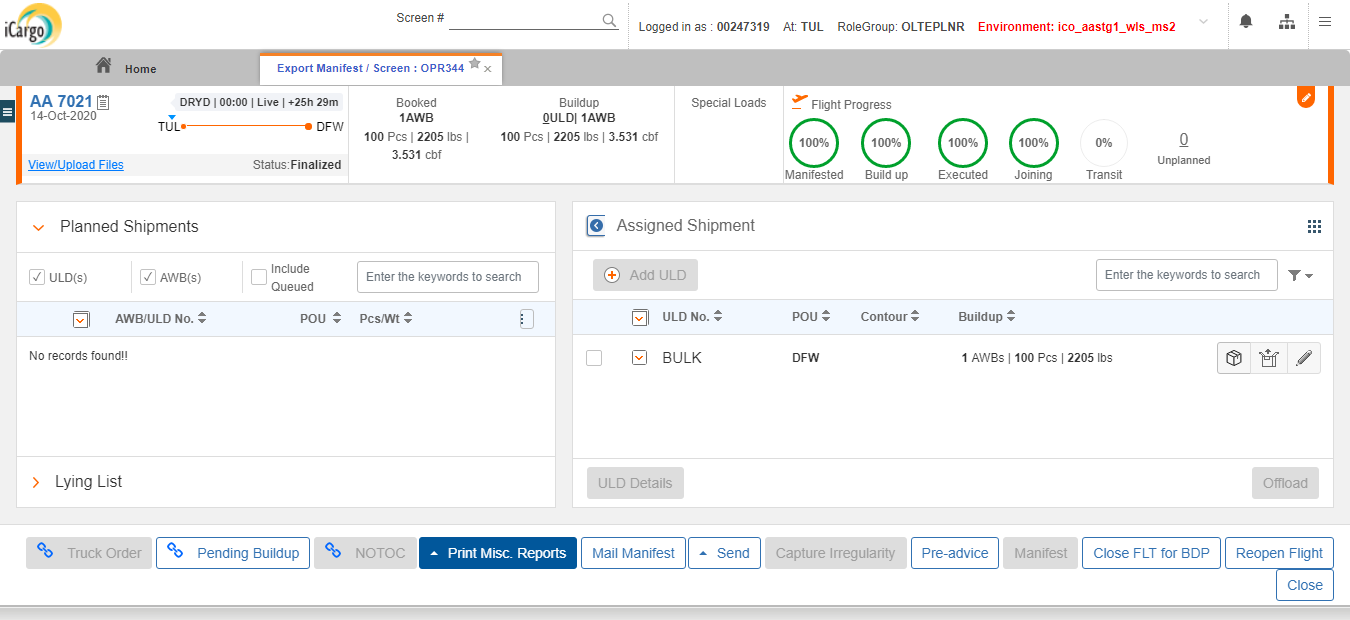 iCargo
Screen #
Logged in as : 00247319 At: TUL RoleGroup: OLTEPLNR Environment: ico_aastg1_wls_ms2
Home
Export Manifest / Screen : OPR344
AA 7021
14-Oct-2020
DRYD | 00:00 | Live | +25h 29m
TUL DFW
View/Upload Files
Status:Finalized
Booked
1AWB
100 Pcs | 2205 lbs |
3.531 cbf
Buildup
0ULD| 1AWB
100 Pcs | 2205 lbs | 3.531 cbf
Special Loads
Flight Progress
100% 100% 100% 100% 0% 0
Manifested Build up Executed Joining Transit Unplanned
Planned Shipments
ULD(s) AWB(s) Include
Queued
Enter the keywords to search
AWB/ULD No. POU Pcs/Wt
No records found!!
Lying List
Assigned Shipment
Add ULD
Enter the keywords to search
ULD No. POU Contour Buildup
BULK DFW 1 AWBs | 100 Pcs | 2205 lbs
ULD Details Offload
Truck Order Pending Buildup NOTOC Print Misc. Reports Mail Manifest Send Capture Irregularity Pre-advice Manifest Close FLT for BDP Reopen Flight
Close